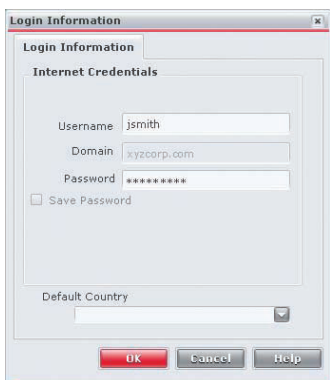 Login Information
Login Information
Internet Credentials
Username jsmith
Domain xyzcorp.com
Password *********
Save Password
Default Country
OK Cancel Help